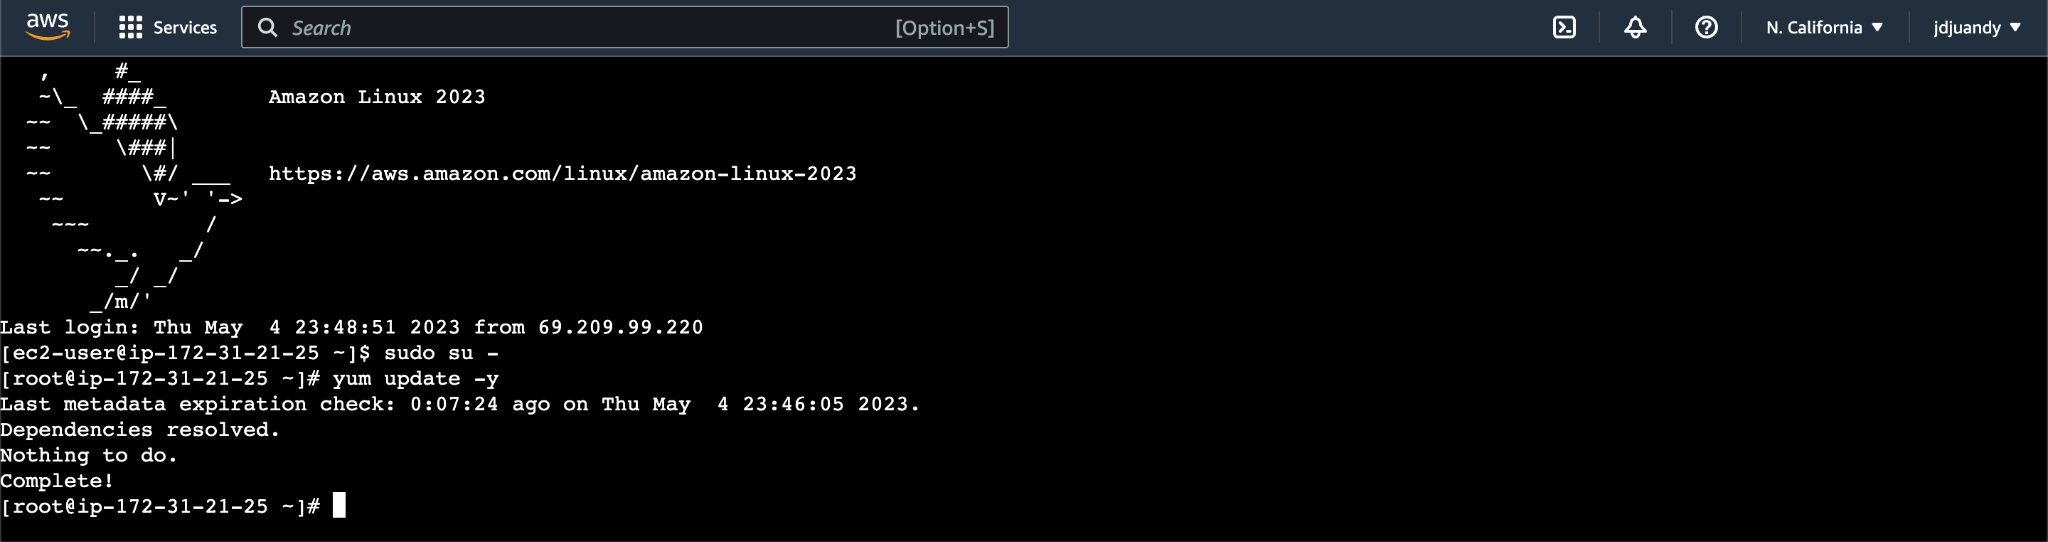 aws Services Search [Option+S] N. California jdjuandy
   ,     #_
   ~\_  ####_        Amazon Linux 2023
  ~~  \_#####\
  ~~     \###|
  ~~       \#/ ___   https://aws.amazon.com/linux/amazon-linux-2023
   ~~       V~' '->
    ~~~         /
      ~~._.   _/
         _/ _/
       _/m/'
Last login: Thu May  4 23:48:51 2023 from 69.209.99.220
[ec2-user@ip-172-31-21-25 ~]$ sudo su -
[root@ip-172-31-21-25 ~]# yum update -y
Last metadata expiration check: 0:07:24 ago on Thu May  4 23:46:05 2023.
Dependencies resolved.
Nothing to do.
Complete!
[root@ip-172-31-21-25 ~]#